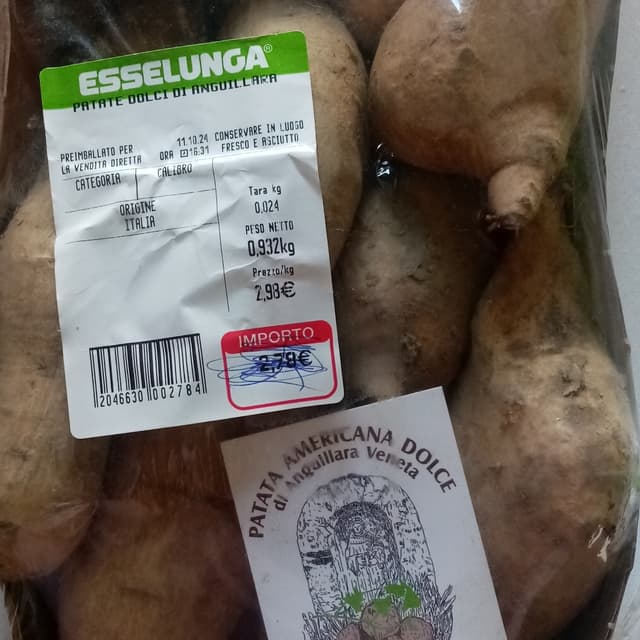 ESSELUNGA®
PATATE DOLCI DI ANGUILLARA
PREIMBALLATO PER
LA VENDITA DIRETTA
11.10.24
ORA 16.31
CONSERVARE IN LUOGO
FRESCO E ASCIUTTO
CATEGORIA
CALIBRO
ORIGINE
ITALIA
Tara kg
0.024
PESO NETTO
0,932kg
Prezzo/kg
2,98€
IMPORTO
2,78€
2046630 002784
PATATA AMERICANA DOLCE
di Anguillara Veneta